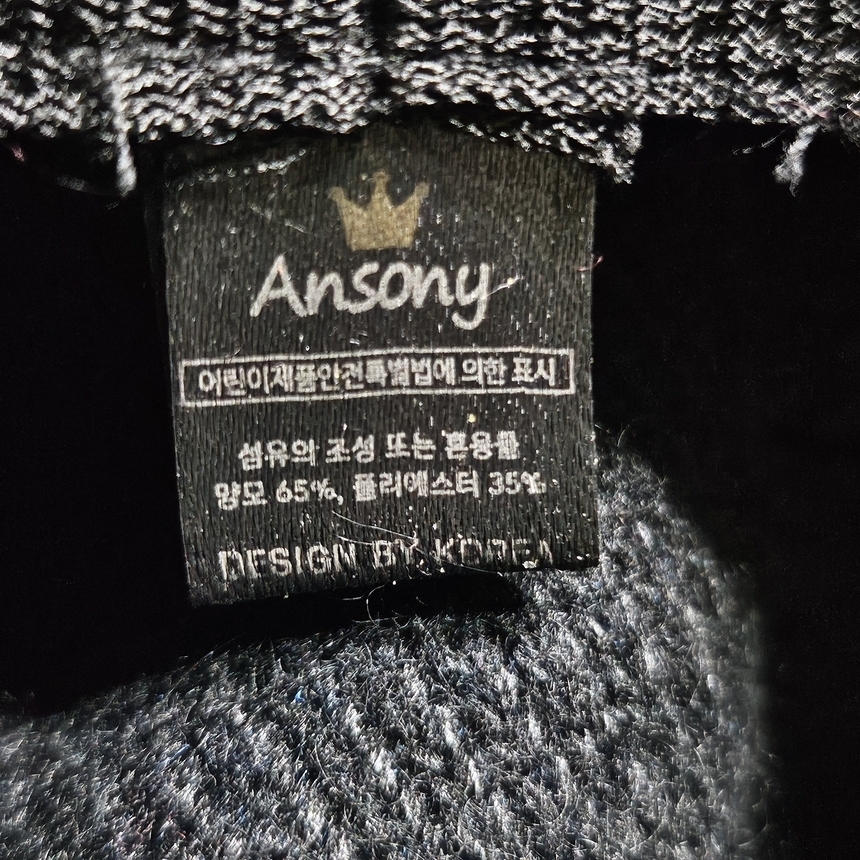 Ansony
어린이제품안전특별법에 의한 표시
섬유의 조성 또는 혼용률
양모 65%, 폴리에스터 35%
DESIGN BY KOREA